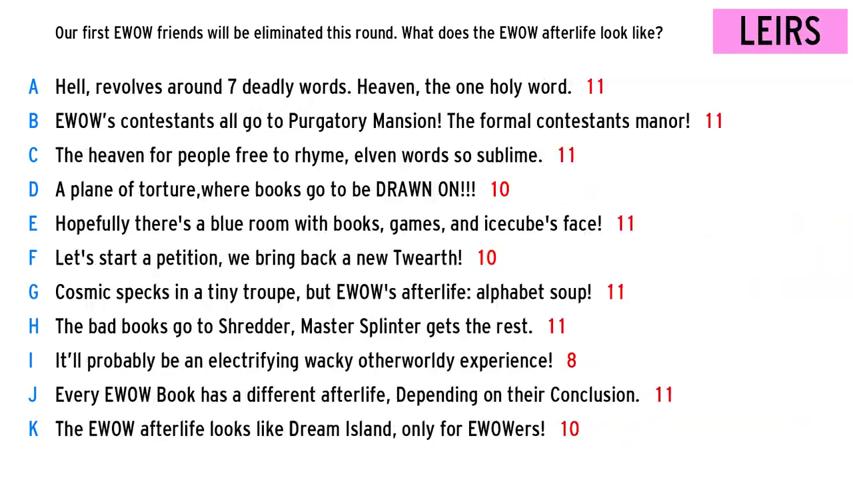 Our first EWOW friends will be eliminated this round. What does the EWOW afterlife look like?
LEIRS
A Hell, revolves around 7 deadly words. Heaven, the one holy word. 11
B EWOW’s contestants all go to Purgatory Mansion! The formal contestants manor! 11
C The heaven for people free to rhyme, elven words so sublime. 11
D A plane of torture,where books go to be DRAWN ON!!! 10
E Hopefully there's a blue room with books, games, and icecube's face! 11
F Let's start a petition, we bring back a new Twearth! 10
G Cosmic specks in a tiny troupe, but EWOW's afterlife: alphabet soup! 11
H The bad books go to Shredder, Master Splinter gets the rest. 11
I It’ll probably be an electrifying wacky otherworldy experience! 8
J Every EWOW Book has a different afterlife, Depending on their Conclusion. 11
K The EWOW afterlife looks like Dream Island, only for EWOWers! 10